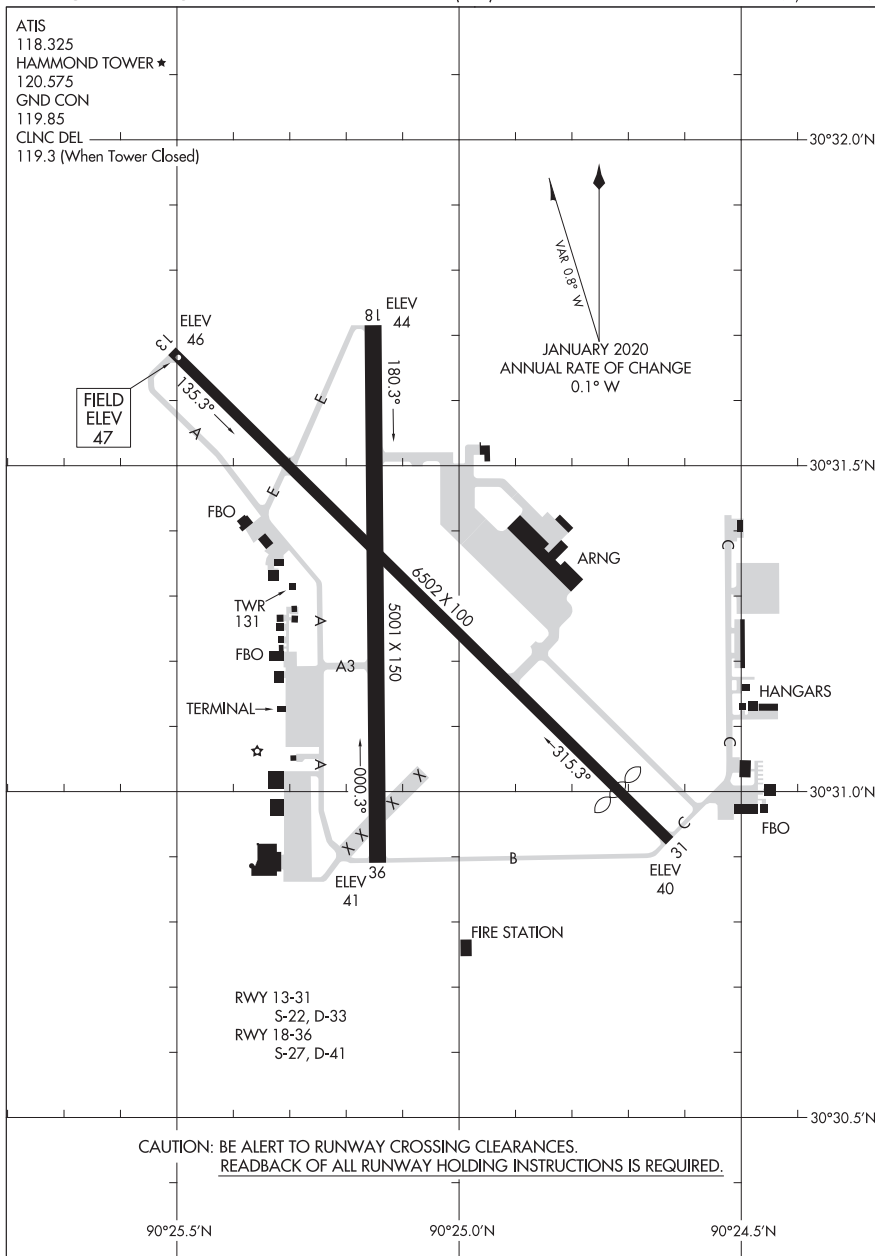 ATIS
118.325
HAMMOND TOWER ★
120.575
GND CON
119.85
CLNC DEL
119.3 (When Tower Closed)
30°32.0'N
VAR 0.8° W
JANUARY 2020
ANNUAL RATE OF CHANGE
0.1° W
13
ELEV
46
18
ELEV
44
FIELD
ELEV
47
135.3°
180.3°
A
E
30°31.5'N
E
FBO
ARNG
C
TWR
131
A
6502 X 100
5001 X 150
FBO
A3
TERMINAL
HANGARS
C
A
000.3°
315.3°
X
X
X
X
30°31.0'N
C
FBO
31
ELEV
40
B
36
ELEV
41
FIRE STATION
RWY 13-31
S-22, D-33
RWY 18-36
S-27, D-41
30°30.5'N
CAUTION: BE ALERT TO RUNWAY CROSSING CLEARANCES.
READBACK OF ALL RUNWAY HOLDING INSTRUCTIONS IS REQUIRED.
90°25.5'N
90°25.0'N
90°24.5'N